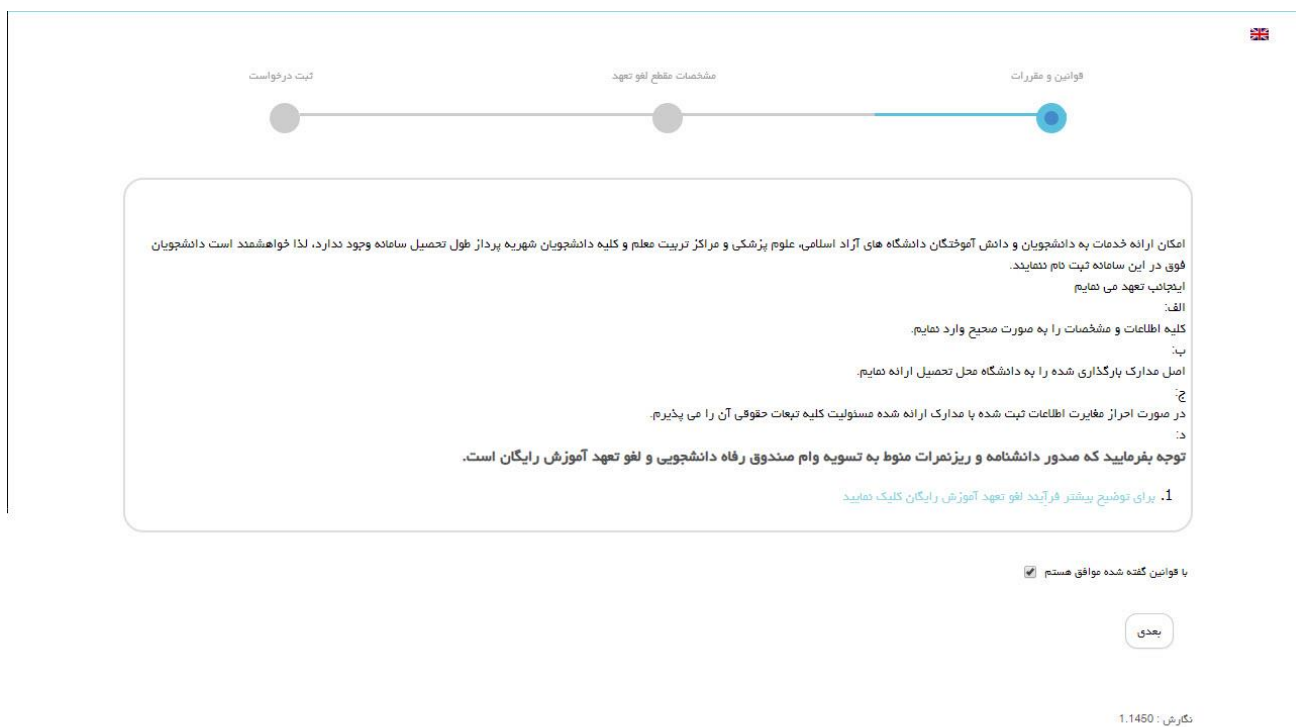 قوانین و مقررات
مشخصات مقطع لغو تعهد
ثبت درخواست
امکان ارائه خدمات به دانشجویان و دانش آموختگان دانشگاه های آزاد اسلامی، علوم پزشکی و مراکز تربیت معلم و کلیه دانشجویان شهریه پرداز طول تحصیل سامانه وجود ندارد، لذا خواهشمند است دانشجویان
فوق در این سامانه ثبت نام ننمایند.
اینجانب تعهد می نمایم
الف:
کلیه اطلاعات و مشخصات را به صورت صحیح وارد نمایم.
ب:
اصل مدارک بارگذاری شده را به دانشگاه محل تحصیل ارائه نمایم.
ج:
در صورت احراز مغایرت اطلاعات ثبت شده با مدارک ارائه شده مسئولیت کلیه تبعات حقوقی آن را می پذیرم.
د:
توجه بفرمایید که صدور دانشنامه و ریزنمرات منوط به تسویه وام صندوق رفاه دانشجویی و لغو تعهد آموزش رایگان است.
1. برای توضیح بیشتر فرآیند لغو تعهد آموزش رایگان کلیک نمایید
با قوانین گفته شده موافق هستم
بعدی
نگارش : 1.1450